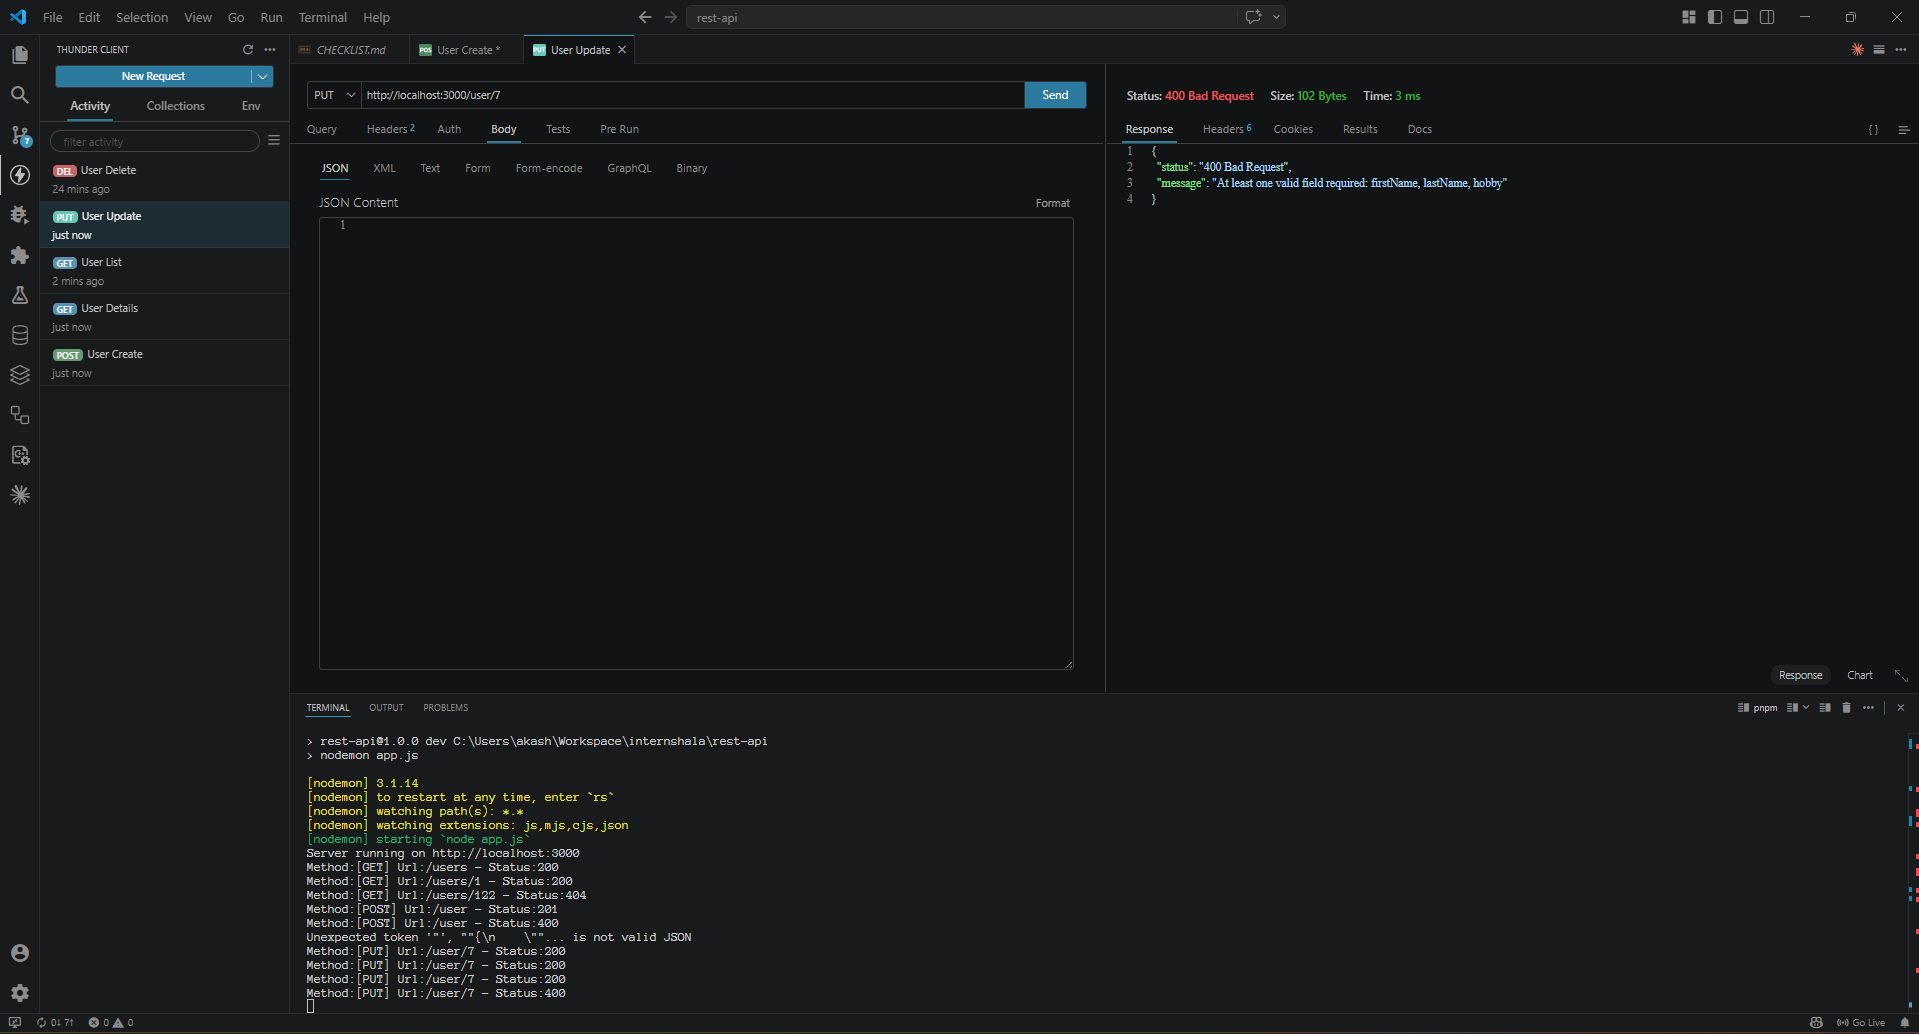 File Edit Selection View Go Run Terminal Help
rest-api
THUNDER CLIENT
New Request
Activity Collections Env
filter activity
DEL User Delete
24 mins ago
PUT User Update
just now
GET User List
2 mins ago
GET User Details
just now
POST User Create
just now
CHECKLIST.md
POS User Create *
PUT User Update
PUT http://localhost:3000/user/7 Send
Query Headers 2 Auth Body Tests Pre Run
JSON XML Text Form Form-encode GraphQL Binary
JSON Content Format
1
Status: 400 Bad Request Size: 102 Bytes Time: 3 ms
Response Headers 6 Cookies Results Docs { }
1 {
2 "status": "400 Bad Request",
3 "message": "At least one valid field required: firstName, lastName, hobby"
4 }
Response Chart
TERMINAL OUTPUT PROBLEMS
pnpm
> rest-api@1.0.0 dev C:\Users\akash\Workspace\internshala\rest-api
> nodemon app.js
[nodemon] 3.1.14
[nodemon] to restart at any time, enter `rs`
[nodemon] watching path(s): *.*
[nodemon] watching extensions: js,mjs,cjs,json
[nodemon] starting `node app.js`
Server running on http://localhost:3000
Method:[GET] Url:/users - Status:200
Method:[GET] Url:/users/1 - Status:200
Method:[GET] Url:/users/122 - Status:404
Method:[POST] Url:/user - Status:201
Method:[POST] Url:/user - Status:400
Unexpected token '"', ""{\n    \""... is not valid JSON
Method:[PUT] Url:/user/7 - Status:200
Method:[PUT] Url:/user/7 - Status:200
Method:[PUT] Url:/user/7 - Status:200
Method:[PUT] Url:/user/7 - Status:400
7
0↓ 7↑ 0 0
Go Live